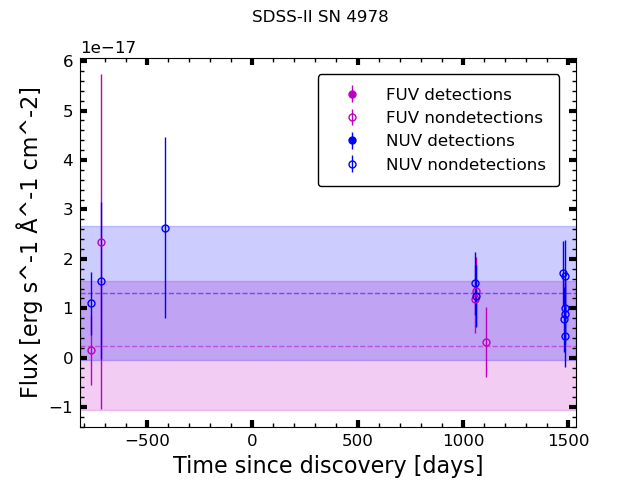 SDSS-II SN 4978
1e−17
6
5
4
3
2
1
0
−1
Flux [erg s^-1 Å^-1 cm^-2]
FUV detections
FUV nondetections
NUV detections
NUV nondetections
−500
0
500
1000
1500
Time since discovery [days]